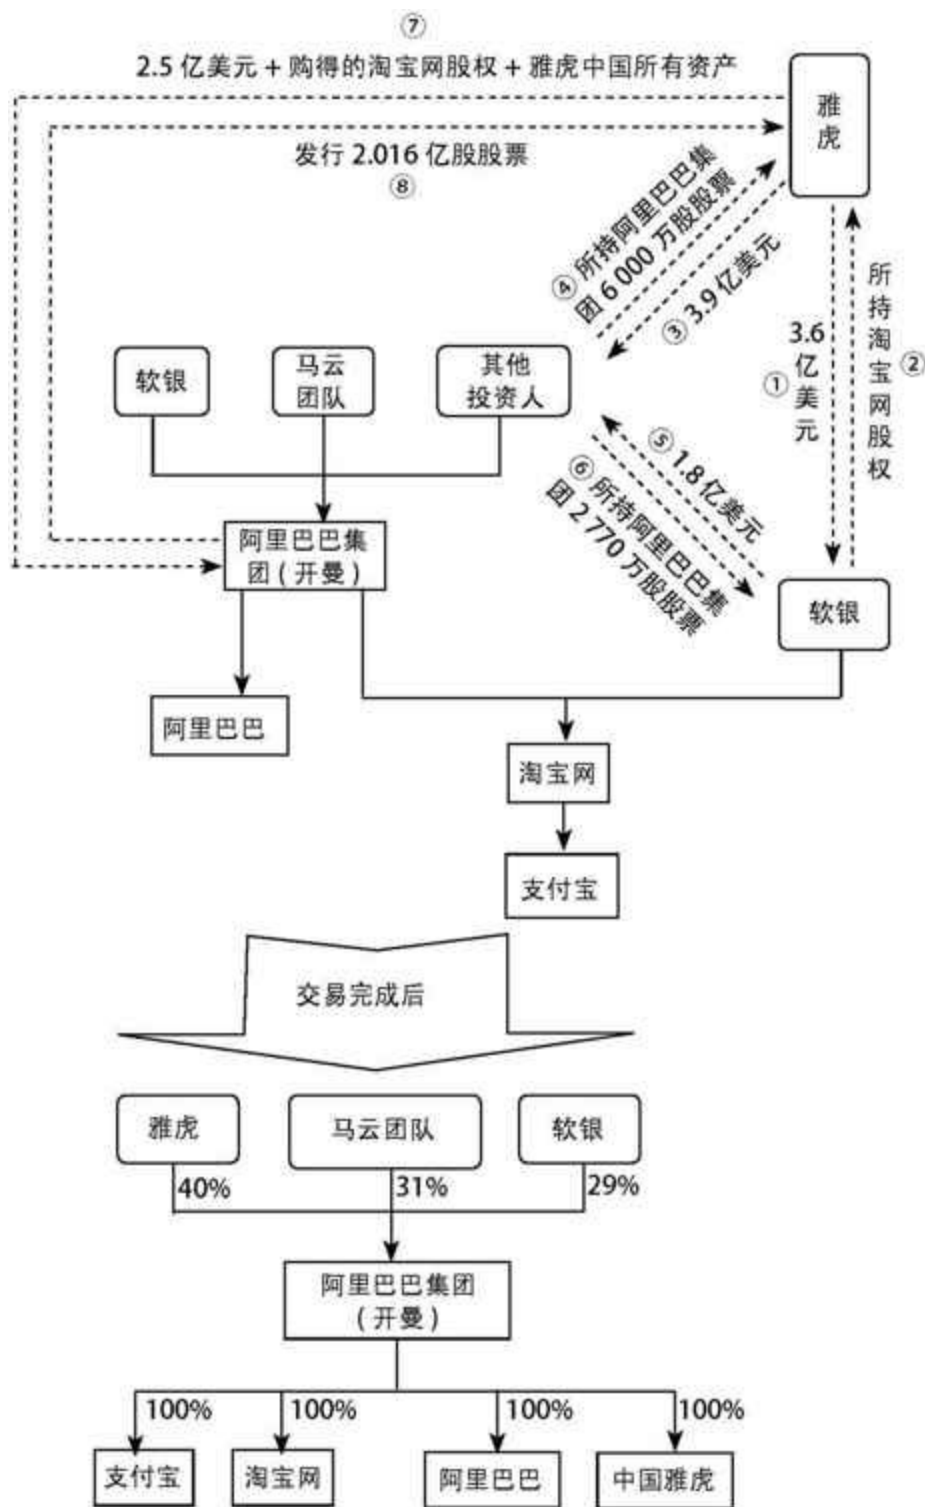 ⑦
2.5 亿美元 + 购得的淘宝网股权 + 雅虎中国所有资产
雅虎
发行 2.016 亿股股票
⑧
④ 所持阿里巴巴集
团 6 000 万股股票
③ 3.9 亿美元
① 3.6亿美元
所持淘宝网股权 ②
软银
马云
团队
其他
投资人
⑤ 1.8 亿美元
⑥ 所持阿里巴巴集
团 2 770 万股股票
阿里巴巴集
团（开曼）
软银
阿里巴巴
淘宝网
支付宝
交易完成后
雅虎
马云团队
软银
40%
31%
29%
阿里巴巴集团
（开曼）
100%
100%
100%
100%
支付宝
淘宝网
阿里巴巴
中国雅虎